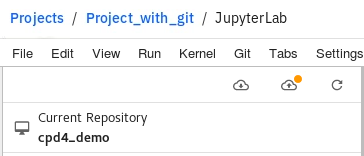 Projects / Project_with_git / JupyterLab
File Edit View Run Kernel Git Tabs Settings
Current Repository
cpd4_demo